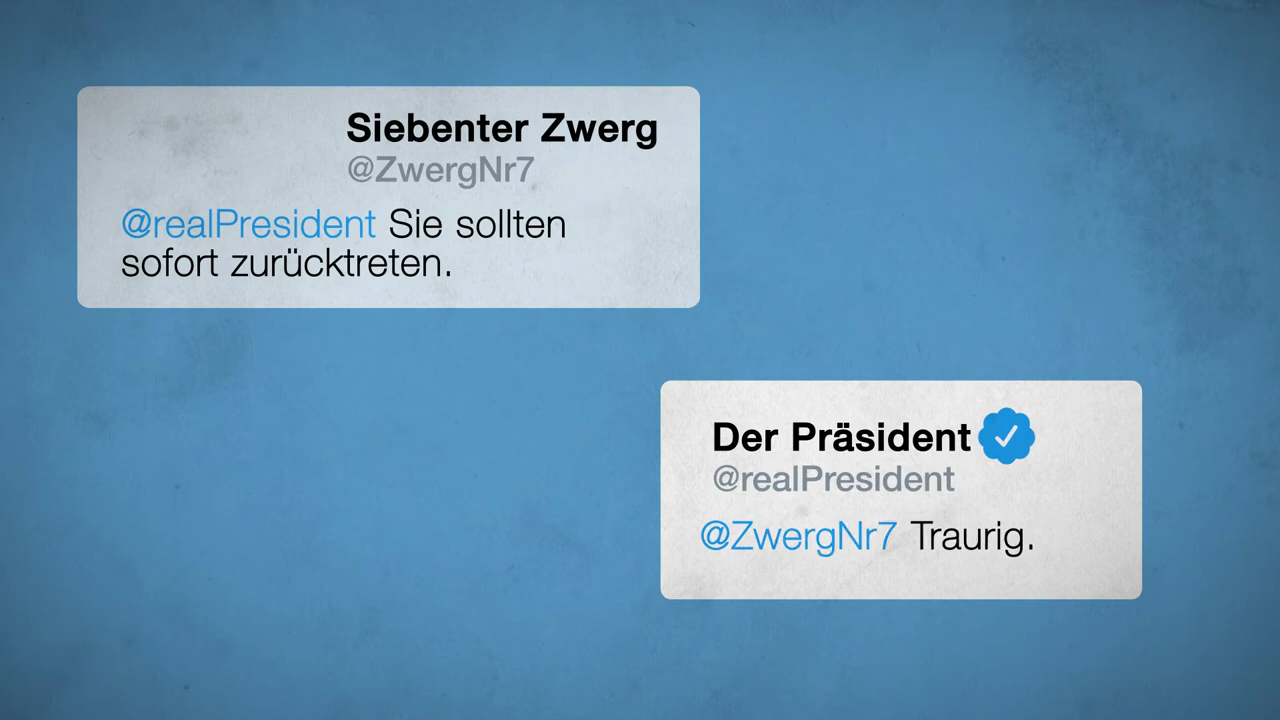 Siebenter Zwerg
@ZwergNr7
@realPresident Sie sollten
sofort zurücktreten.
Der Präsident
@realPresident
@ZwergNr7 Traurig.